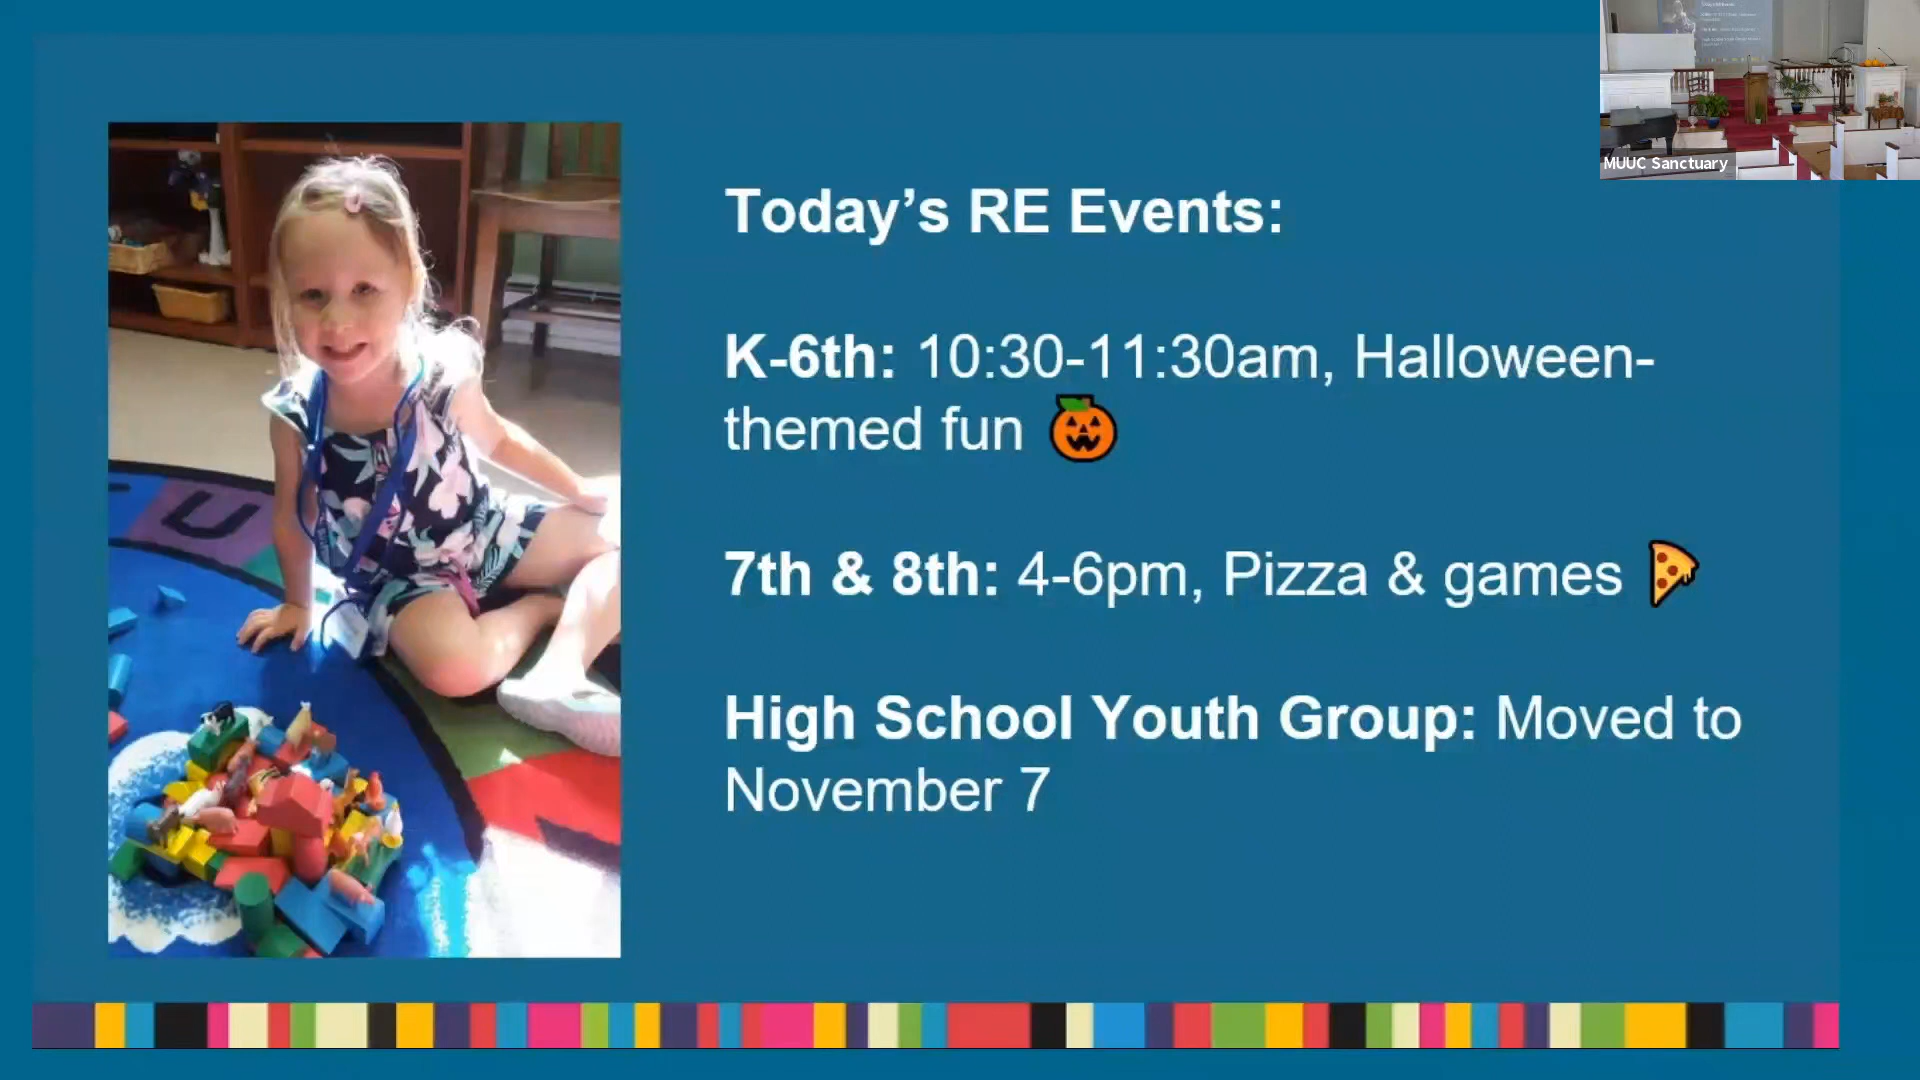 MUUC Sanctuary
Today’s RE Events:
K-6th: 10:30-11:30am, Halloween-
themed fun
7th & 8th: 4-6pm, Pizza & games
High School Youth Group: Moved to
November 7
U